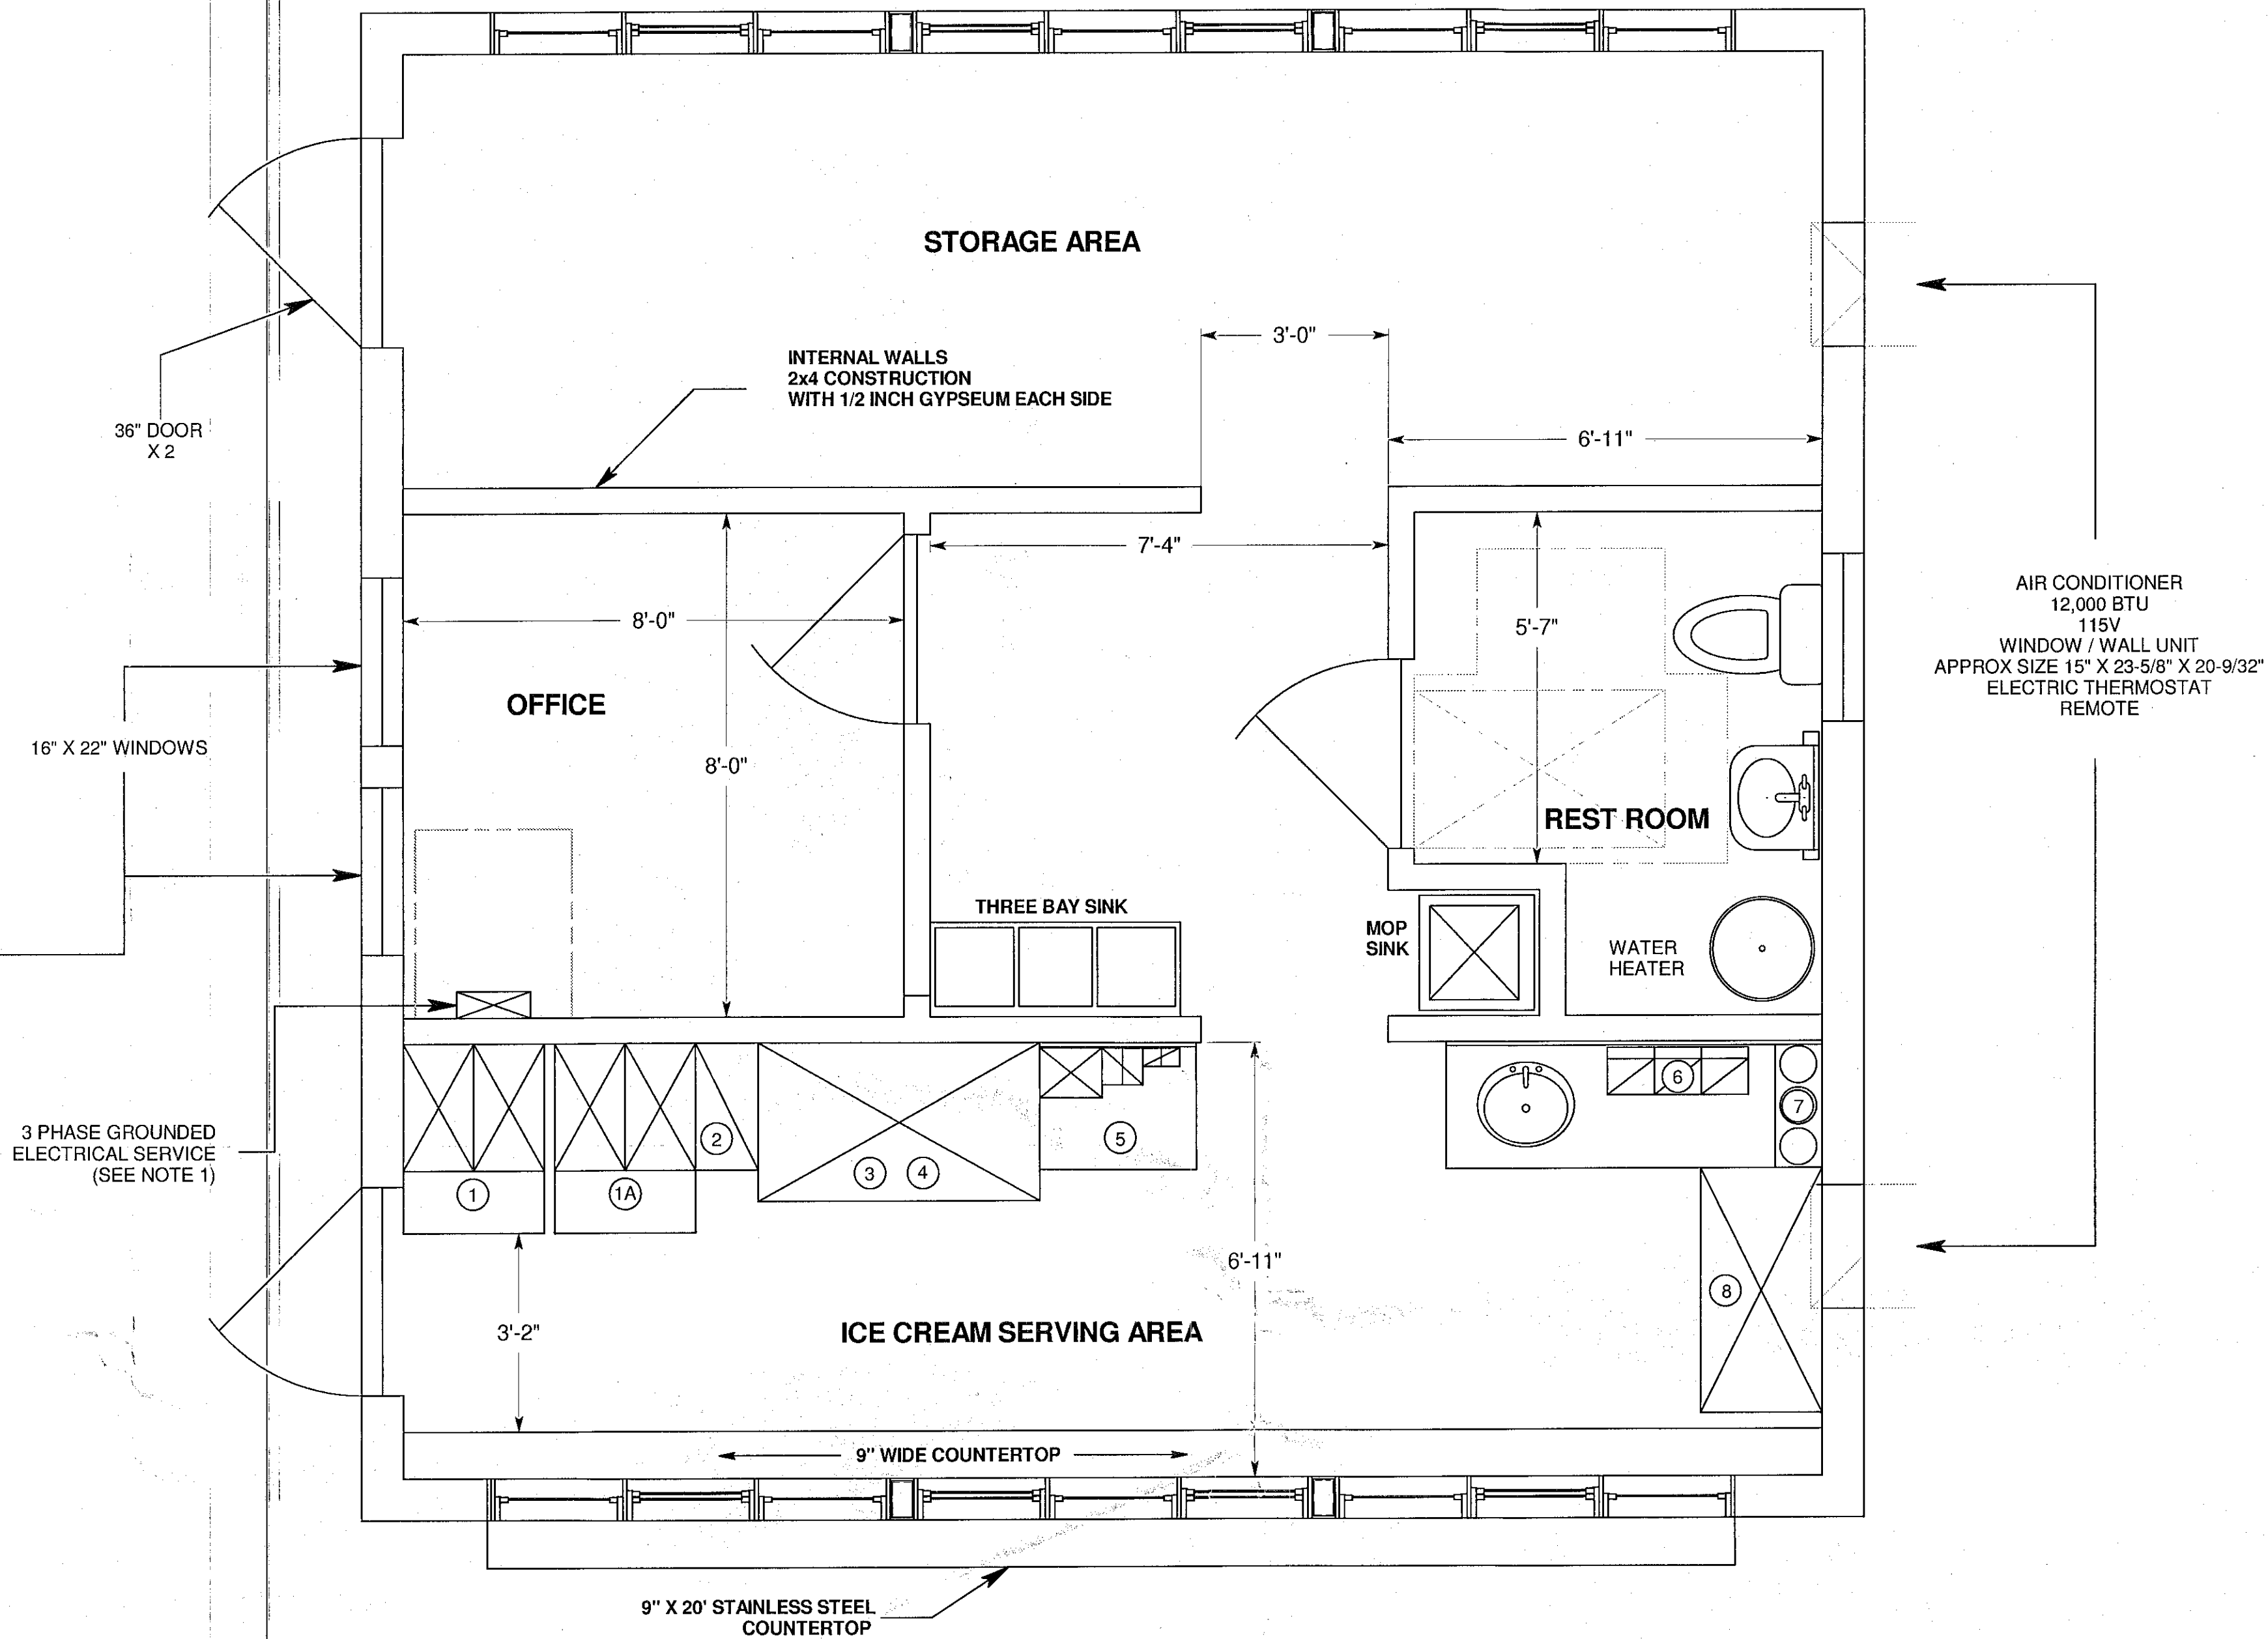 STORAGE AREA
3'-0"
INTERNAL WALLS
2x4 CONSTRUCTION
WITH 1/2 INCH GYPSEUM EACH SIDE
36" DOOR
X 2
6'-11"
7'-4"
8'-0"
5'-7"
AIR CONDITIONER
12,000 BTU
115V
WINDOW / WALL UNIT
APPROX SIZE 15" X 23-5/8" X 20-9/32"
ELECTRIC THERMOSTAT
REMOTE
OFFICE
16" X 22" WINDOWS
8'-0"
REST ROOM
THREE BAY SINK
MOP
SINK
WATER
HEATER
3 PHASE GROUNDED
ELECTRICAL SERVICE
(SEE NOTE 1)
1
1A
2
3
4
5
6
7
8
6'-11"
3'-2"
ICE CREAM SERVING AREA
9" WIDE COUNTERTOP
9" X 20' STAINLESS STEEL
COUNTERTOP